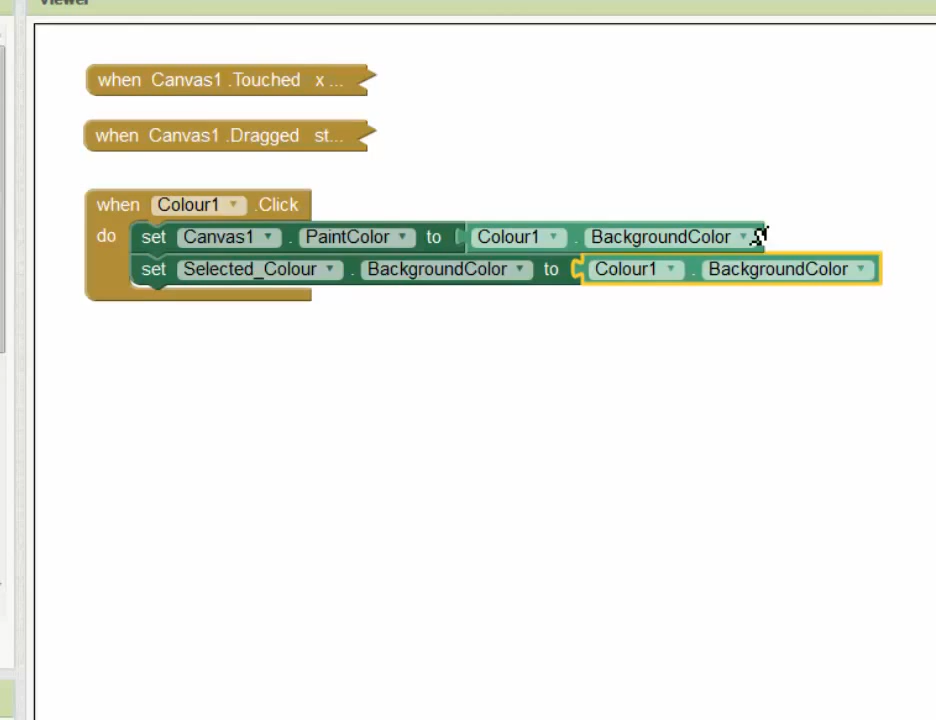 Viewer
when Canvas1 .Touched x ...
when Canvas1 .Dragged st...
when Colour1 .Click
do set Canvas1 . PaintColor to Colour1 . BackgroundColor
set Selected_Colour . BackgroundColor to Colour1 . BackgroundColor